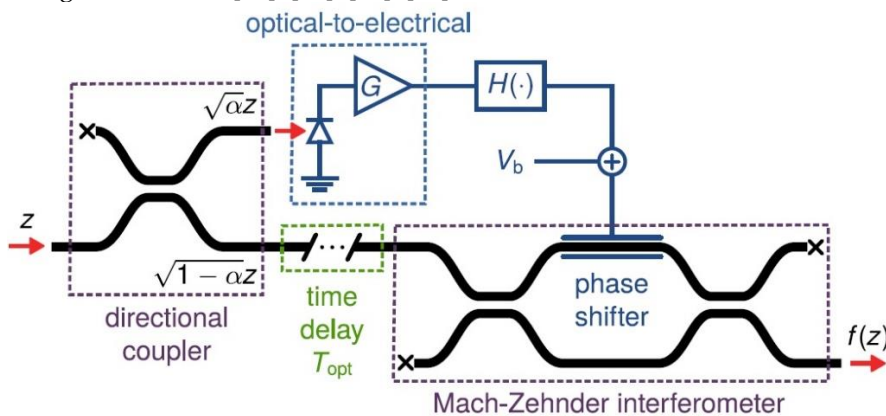 optical-to-electrical
√αz
G
H(·)
V_b
+
z
√1 − αz
...
directional
coupler
time
delay
T_opt
phase
shifter
f(z)
Mach-Zehnder interferometer